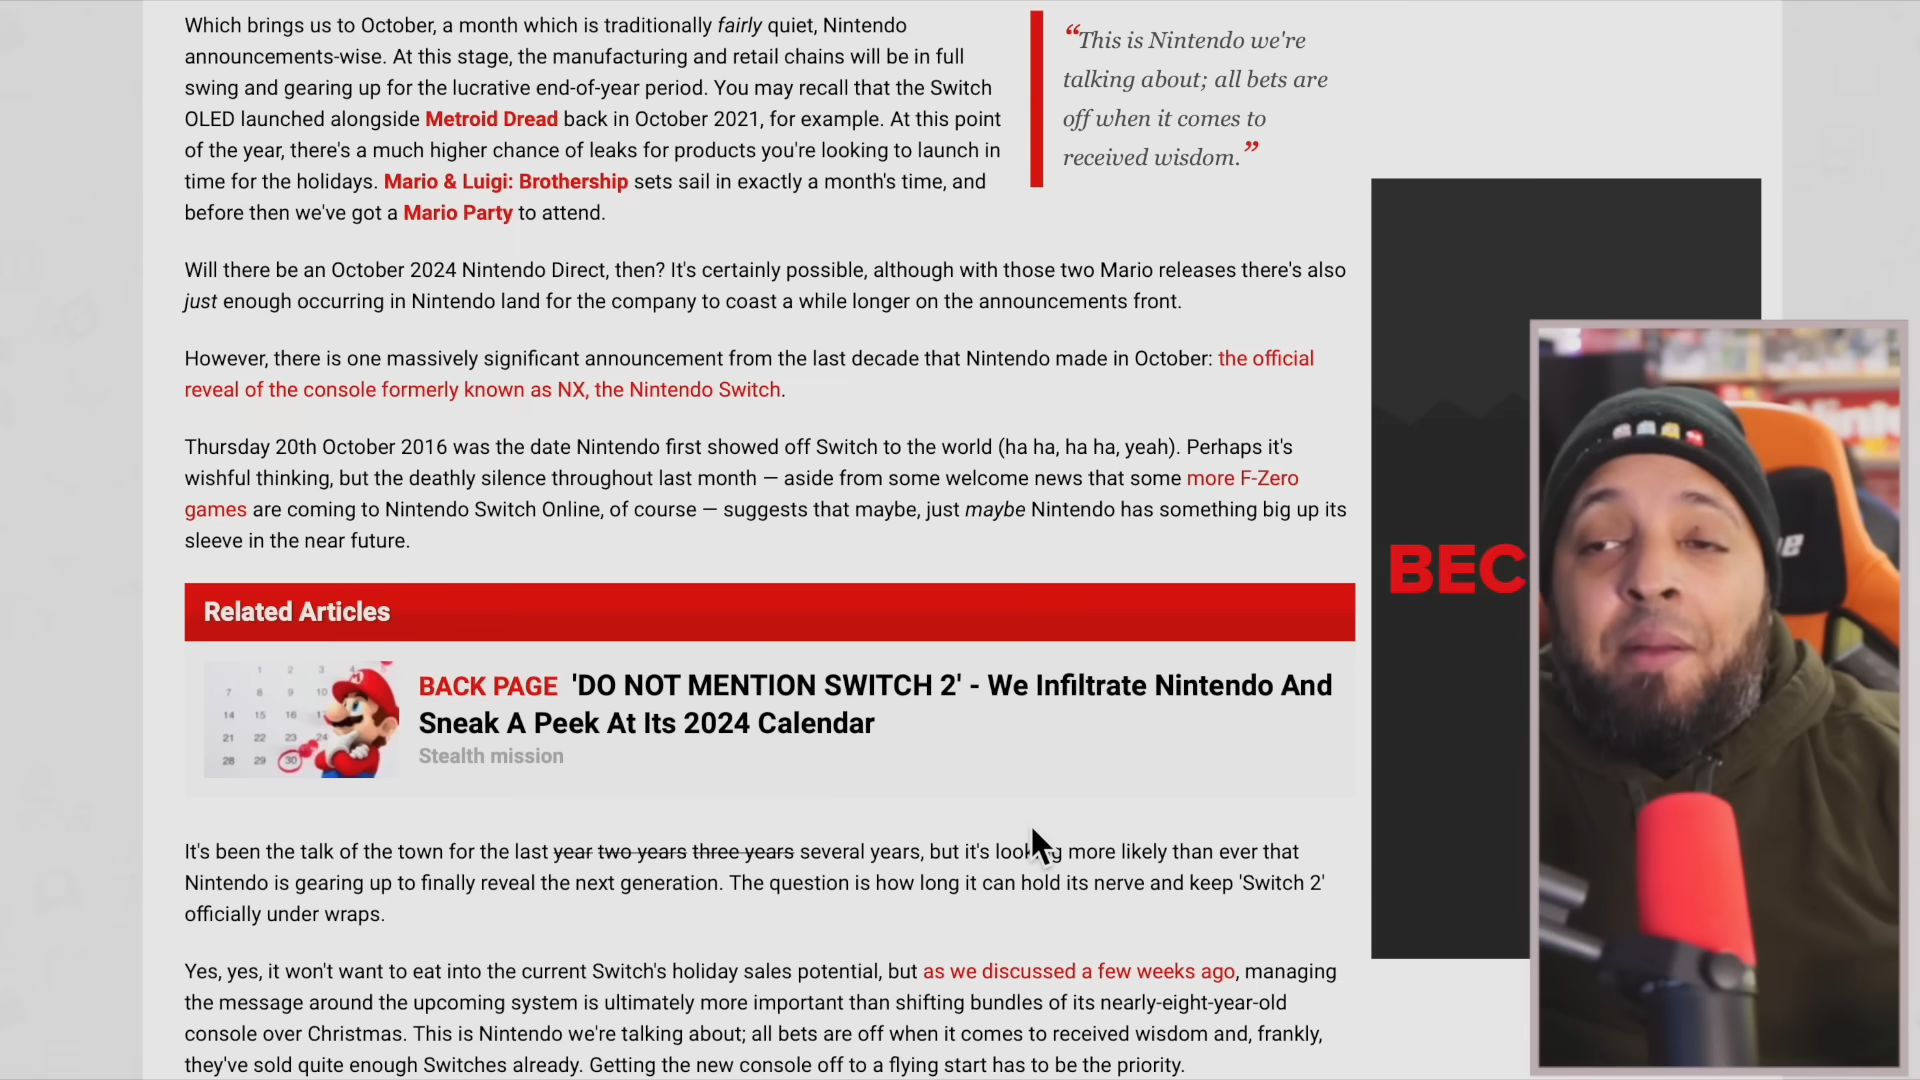 Which brings us to October, a month which is traditionally fairly quiet, Nintendo
announcements-wise. At this stage, the manufacturing and retail chains will be in full
swing and gearing up for the lucrative end-of-year period. You may recall that the Switch
OLED launched alongside Metroid Dread back in October 2021, for example. At this point
of the year, there's a much higher chance of leaks for products you're looking to launch in
time for the holidays. Mario & Luigi: Brothership sets sail in exactly a month's time, and
before then we've got a Mario Party to attend.
“This is Nintendo we're
talking about; all bets are
off when it comes to
received wisdom.”
Will there be an October 2024 Nintendo Direct, then? It's certainly possible, although with those two Mario releases there's also
just enough occurring in Nintendo land for the company to coast a while longer on the announcements front.
However, there is one massively significant announcement from the last decade that Nintendo made in October: the official
reveal of the console formerly known as NX, the Nintendo Switch.
Thursday 20th October 2016 was the date Nintendo first showed off Switch to the world (ha ha, ha ha, yeah). Perhaps it's
wishful thinking, but the deathly silence throughout last month — aside from some welcome news that some more F-Zero
games are coming to Nintendo Switch Online, of course — suggests that maybe, just maybe Nintendo has something big up its
sleeve in the near future.
BEC
Related Articles
1 2 3 4
7 8 9 10
14 15 16
21 22 23 24
28 29 30
BACK PAGE 'DO NOT MENTION SWITCH 2' - We Infiltrate Nintendo And
Sneak A Peek At Its 2024 Calendar
Stealth mission
It's been the talk of the town for the last year two years three years several years, but it's looking more likely than ever that
Nintendo is gearing up to finally reveal the next generation. The question is how long it can hold its nerve and keep 'Switch 2'
officially under wraps.
Yes, yes, it won't want to eat into the current Switch's holiday sales potential, but as we discussed a few weeks ago, managing
the message around the upcoming system is ultimately more important than shifting bundles of its nearly-eight-year-old
console over Christmas. This is Nintendo we're talking about; all bets are off when it comes to received wisdom and, frankly,
they've sold quite enough Switches already. Getting the new console off to a flying start has to be the priority.